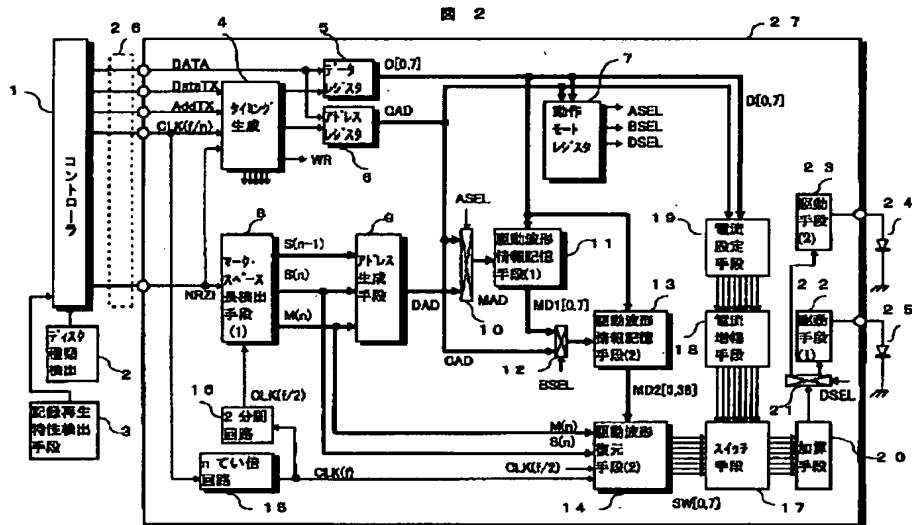 図 2
2 6
4
5
2 7
DATA
DataTX
AddTX
CLK(f/n)
タイミング
生成
データ
レジスタ
D[0,7]
アドレス
レジスタ
CAD
6
WR
7
動作
モード
レジスタ
ASEL
BSEL
DSEL
D[0,7]
1
コントローラ
8
マーク・
スペース
長検出
手段
(1)
NRZI
S(n-1)
S(n)
M(n)
9
アドレス
生成
手段
DAD
ASEL
MAD
1 0
CAD
駆動波形
情報記憶
手段(1)
1 1
MD1[0,7]
1 2
BSEL
1 3
駆動波形
情報記憶
手段(2)
MD2[0,38]
1 9
電流
設定
手段
1 8
電流
増幅
手段
2 3
駆動
手段
(2)
2 4
2 2
駆動
手段(1)
2 5
2 1
DSEL
ディスク
種類
検出
2
記録再生
特性検出
手段
3
1 6
2 分周
回路
CLK(f/2)
n てい倍
回路
1 5
CLK(f)
M(n)
S(n)
CLK(f/2)
駆動波形
復元
手段(2)
1 4
SW[0,7]
スイッチ
手段
1 7
加算
手段
2 0